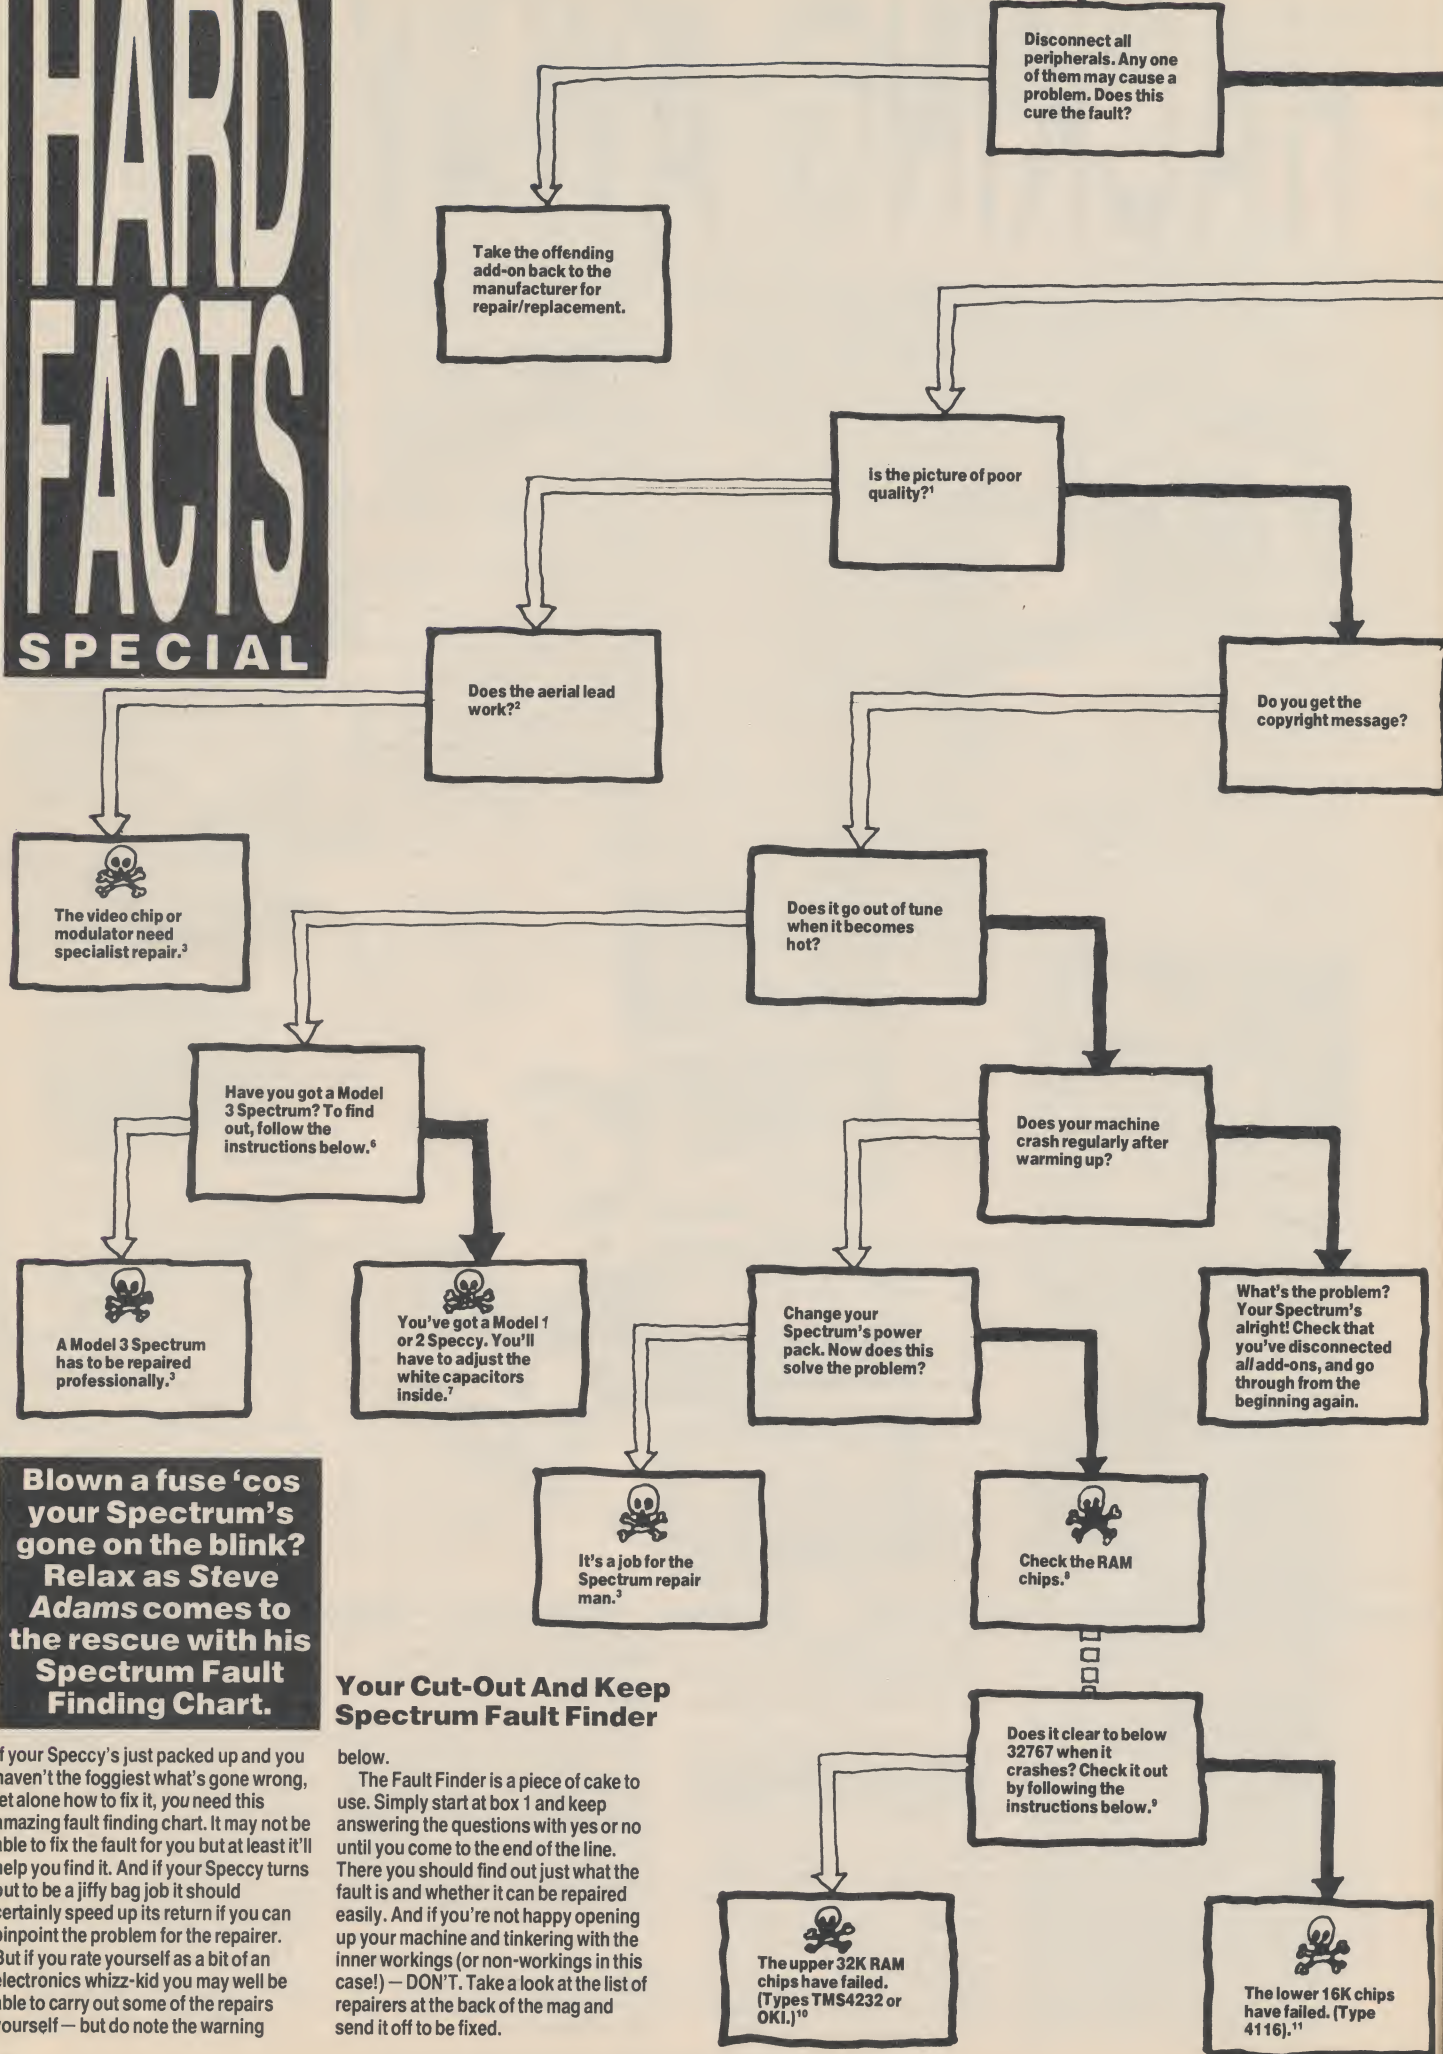 HARD
FACTS
SPECIAL
Disconnect all
peripherals. Any one
of them may cause a
problem. Does this
cure the fault?
Take the offending
add-on back to the
manufacturer for
repair/replacement.
is the picture of poor
quality?¹
Does the aerial lead
work?²
Do you get the
copyright message?
The video chip or
modulator need
specialist repair.³
Does it go out of tune
when it becomes
hot?
Have you got a Model
3 Spectrum? To find
out, follow the
instructions below.⁶
Does your machine
crash regularly after
warming up?
A Model 3 Spectrum
has to be repaired
professionally.³
You've got a Model 1
or 2 Speccy. You'll
have to adjust the
white capacitors
inside.⁷
Change your
Spectrum's power
pack. Now does this
solve the problem?
What's the problem?
Your Spectrum's
alright! Check that
you've disconnected
all add-ons, and go
through from the
beginning again.
It's a job for the
Spectrum repair
man.³
Check the RAM
chips.⁸
Does it clear to below
32767 when it
crashes? Check it out
by following the
instructions below.⁹
The upper 32K RAM
chips have failed.
(Types TMS4232 or
OKI.)¹⁰
The lower 16K chips
have failed. (Type
4116).¹¹
Blown a fuse 'cos
your Spectrum's
gone on the blink?
Relax as Steve
Adams comes to
the rescue with his
Spectrum Fault
Finding Chart.
Your Cut-Out And Keep
Spectrum Fault Finder
f your Speccy's just packed up and you
haven't the foggiest what's gone wrong,
et alone how to fix it, you need this
amazing fault finding chart. It may not be
able to fix the fault for you but at least it'll
help you find it. And if your Speccy turns
out to be a jiffy bag job it should
certainly speed up its return if you can
pinpoint the problem for the repairer.
But if you rate yourself as a bit of an
electronics whizz-kid you may well be
able to carry out some of the repairs
yourself — but do note the warning
below.
The Fault Finder is a piece of cake to
use. Simply start at box 1 and keep
answering the questions with yes or no
until you come to the end of the line.
There you should find out just what the
fault is and whether it can be repaired
easily. And if you're not happy opening
up your machine and tinkering with the
inner workings (or non-workings in this
case!) — DON'T. Take a look at the list of
repairers at the back of the mag and
send it off to be fixed.